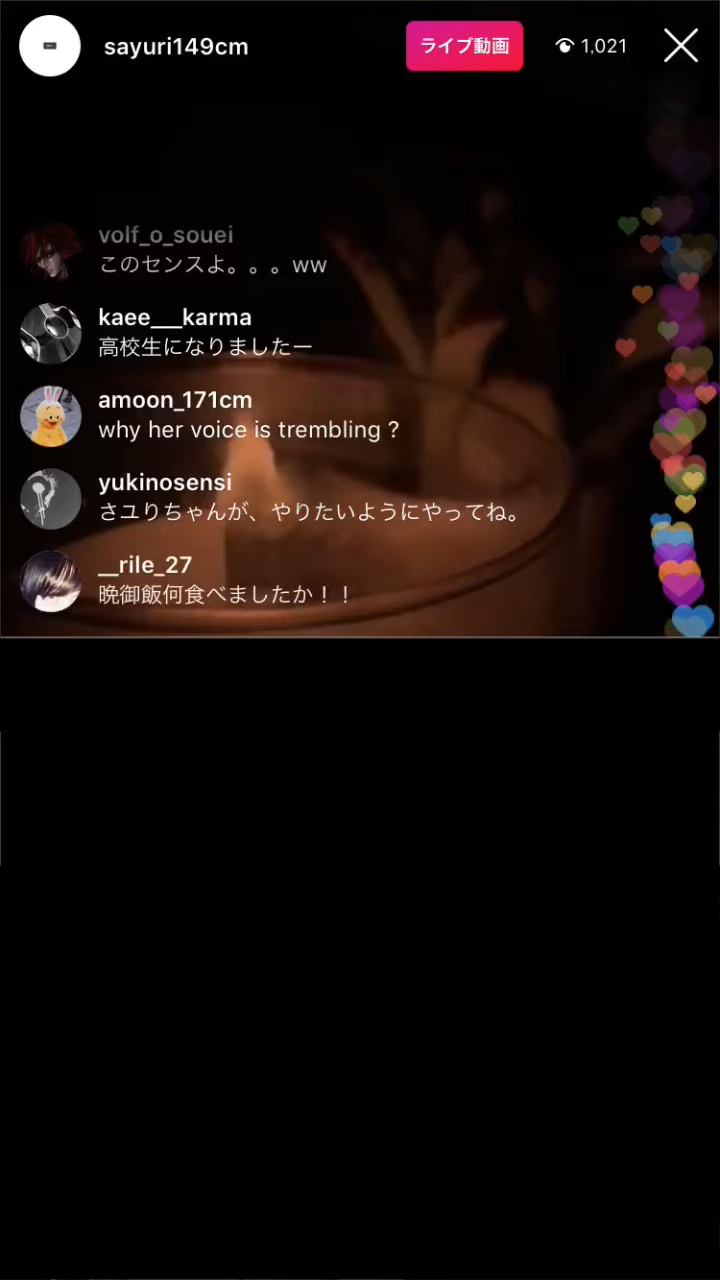 sayuri149cm
ライブ動画
1,021
volf_o_souei
このセンスよ。。。ww
kaee___karma
高校生になりましたー
amoon_171cm
why her voice is trembling ?
yukinosensi
さユりちゃんが、やりたいようにやってね。
__rile_27
晩御飯何食べましたか！！